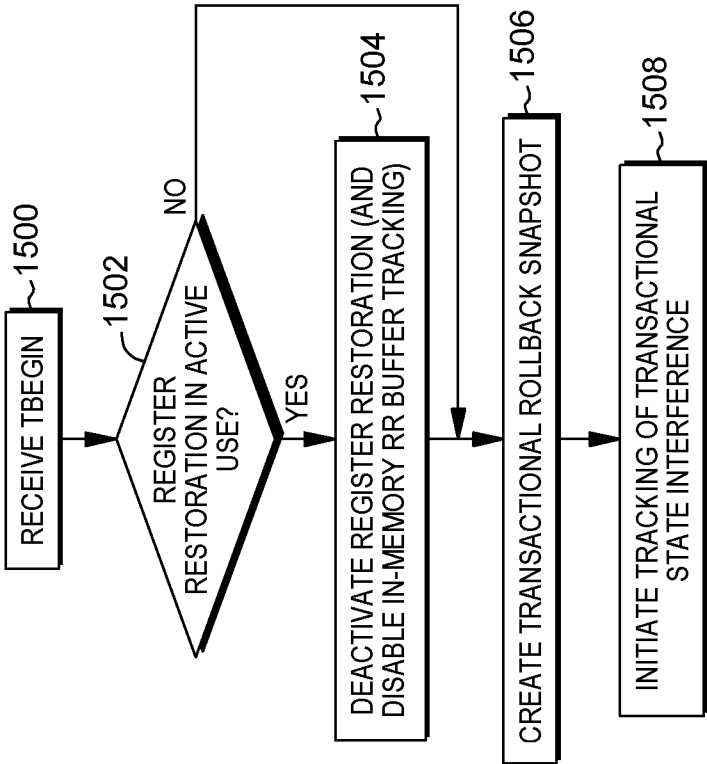 RECEIVE TBEGIN
1500
1502
REGISTER
RESTORATION IN ACTIVE
USE?
NO
YES
DEACTIVATE REGISTER RESTORATION (AND
DISABLE IN-MEMORY RR BUFFER TRACKING)
1504
CREATE TRANSACTIONAL ROLLBACK SNAPSHOT
1506
INITIATE TRACKING OF TRANSACTIONAL
STATE INTERFERENCE
1508